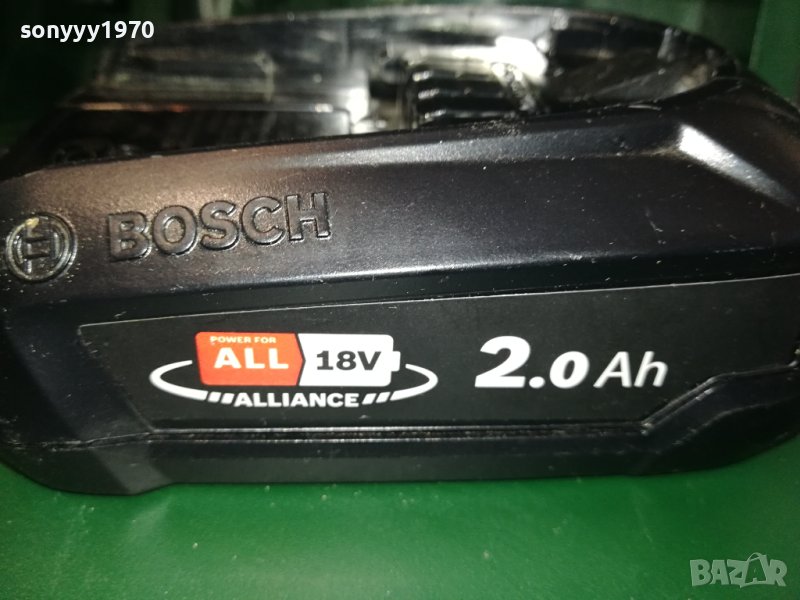 sonyyy1970
BOSCH
POWER FOR
ALL 18V
ALLIANCE
2.0 Ah
BAZAR